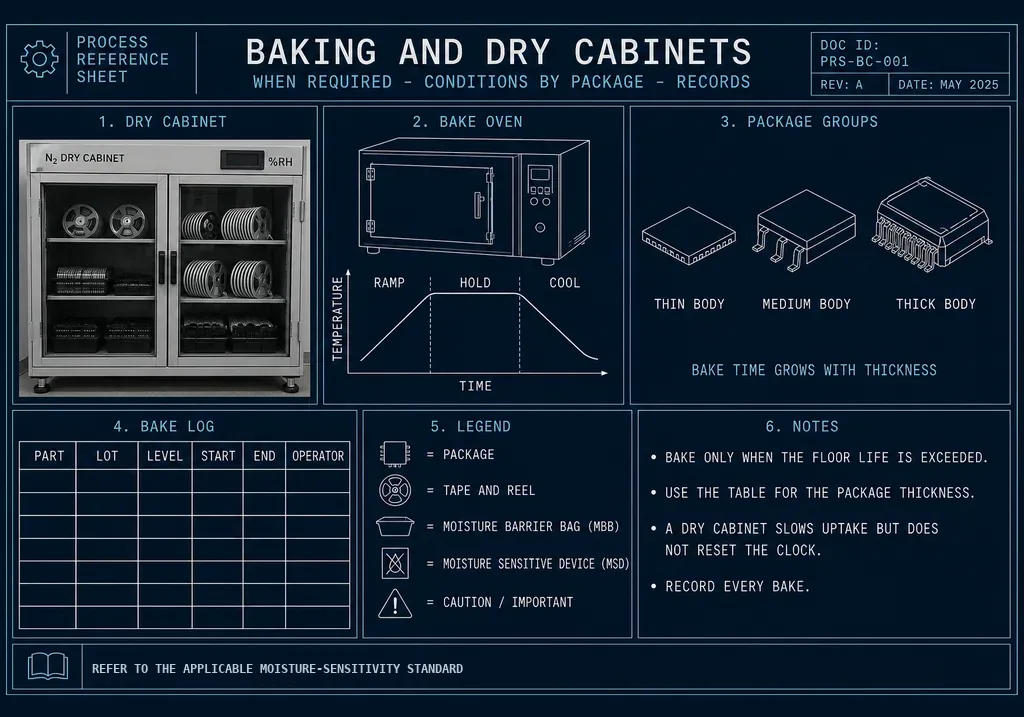 PROCESS
REFERENCE
SHEET
BAKING AND DRY CABINETS
WHEN REQUIRED - CONDITIONS BY PACKAGE - RECORDS
DOC ID:
PRS-BC-001
REV: A
DATE: MAY 2025
1. DRY CABINET
N₂ DRY CABINET
%RH
2. BAKE OVEN
RAMP
HOLD
COOL
TEMPERATURE
TIME
3. PACKAGE GROUPS
THIN BODY
MEDIUM BODY
THICK BODY
BAKE TIME GROWS WITH THICKNESS
4. BAKE LOG
PART
LOT
LEVEL
START
END
OPERATOR
5. LEGEND
= PACKAGE
= TAPE AND REEL
= MOISTURE BARRIER BAG (MBB)
= MOISTURE SENSITIVE DEVICE (MSD)
= CAUTION / IMPORTANT
6. NOTES
• BAKE ONLY WHEN THE FLOOR LIFE IS EXCEEDED.
• USE THE TABLE FOR THE PACKAGE THICKNESS.
• A DRY CABINET SLOWS UPTAKE BUT DOES
NOT RESET THE CLOCK.
• RECORD EVERY BAKE.
REFER TO THE APPLICABLE MOISTURE-SENSITIVITY STANDARD